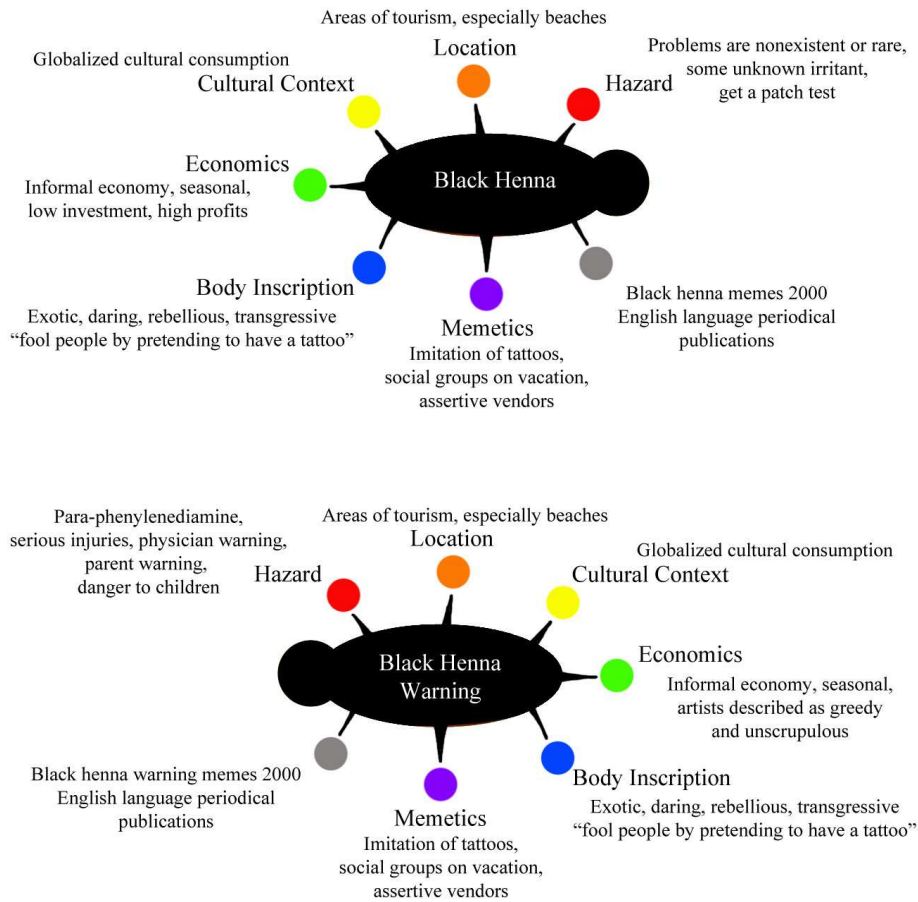 Areas of tourism, especially beaches
Location
Globalized cultural consumption
Cultural Context
Problems are nonexistent or rare,
Hazard
some unknown irritant,
get a patch test
Economics
Informal economy, seasonal,
low investment, high profits
Black Henna
Body Inscription
Exotic, daring, rebellious, transgressive
“fool people by pretending to have a tattoo”
Memetics
Imitation of tattoos,
social groups on vacation,
assertive vendors
Black henna memes 2000
English language periodical
publications
Para-phenylenediamine,
serious injuries, physician warning,
parent warning,
danger to children
Hazard
Areas of tourism, especially beaches
Location
Globalized cultural consumption
Cultural Context
Black Henna
Warning
Economics
Informal economy, seasonal,
artists described as greedy
and unscrupulous
Black henna warning memes 2000
English language periodical
publications
Memetics
Imitation of tattoos,
social groups on vacation,
assertive vendors
Body Inscription
Exotic, daring, rebellious, transgressive
“fool people by pretending to have a tattoo”